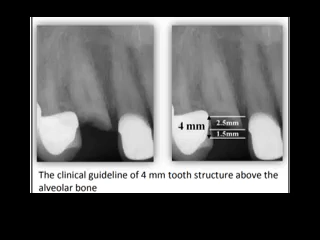 4 mm
2.5mm
1.5mm
The clinical guideline of 4 mm tooth structure above the
alveolar bone